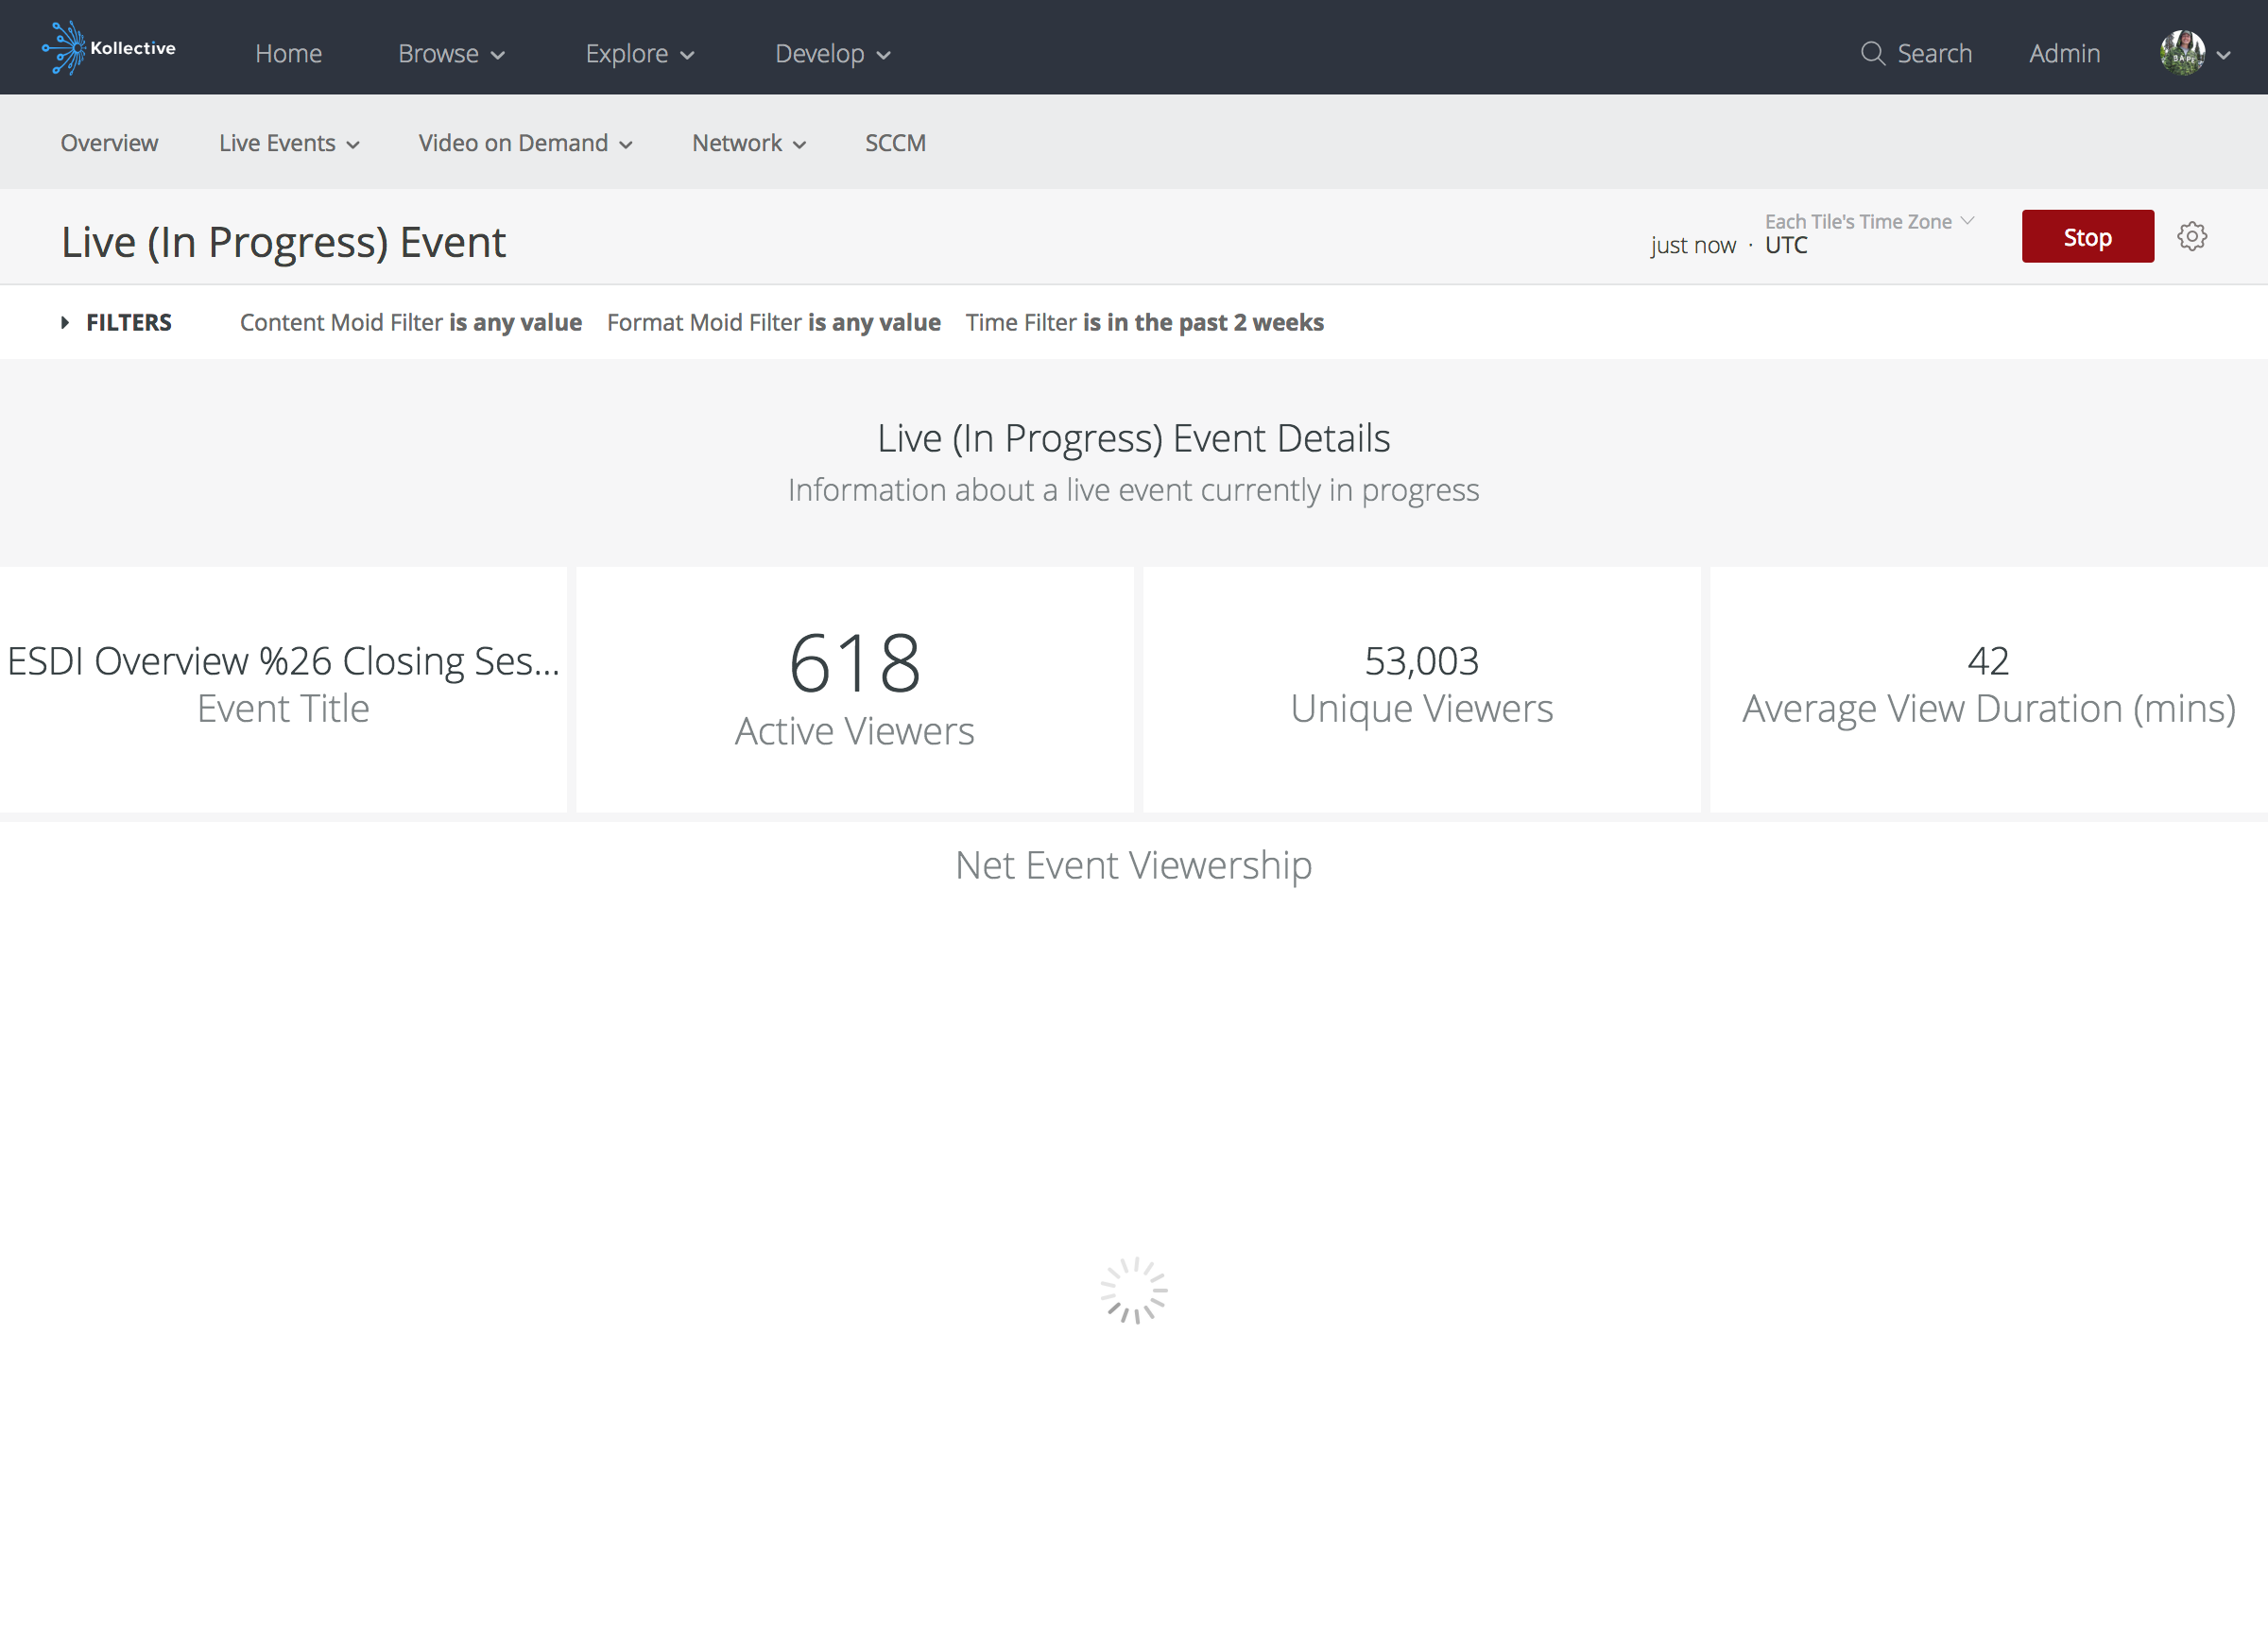 Kollective Home Browse Explore Develop Search Admin
Overview Live Events Video on Demand Network SCCM
Live (In Progress) Event
Each Tile's Time Zone
just now · UTC
Stop
FILTERS Content Moid Filter is any value Format Moid Filter is any value Time Filter is in the past 2 weeks
Live (In Progress) Event Details
Information about a live event currently in progress
ESDI Overview %26 Closing Ses...
Event Title
618
Active Viewers
53,003
Unique Viewers
42
Average View Duration (mins)
Net Event Viewership